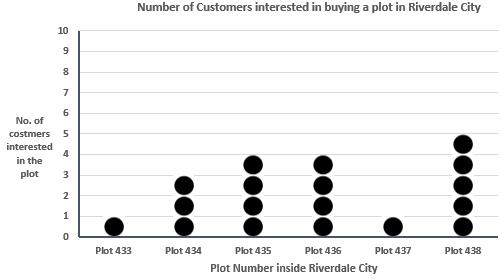 Number of Customers interested in buying a plot in Riverdale City
10
9
8
7
6
5
4
3
2
1
0
No. of
costmers
interested
in the
plot
Plot 433 Plot 434 Plot 435 Plot 436 Plot 437 Plot 438
Plot Number inside Riverdale City